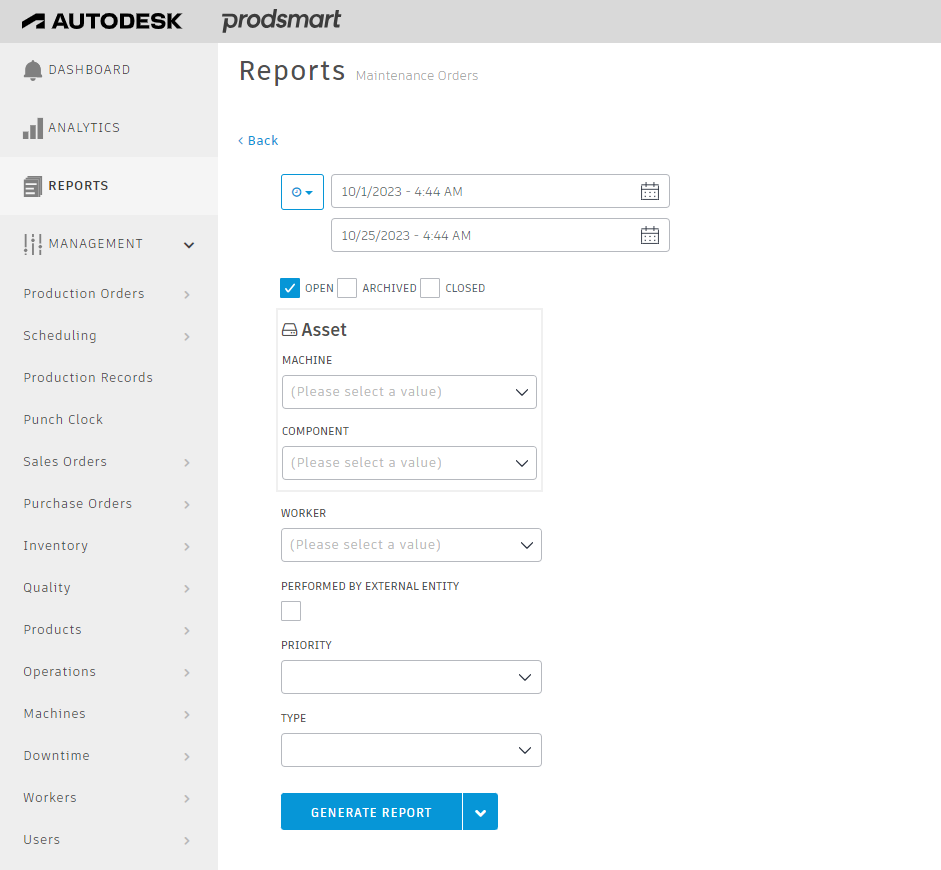 AUTODESK prodsmart
DASHBOARD
ANALYTICS
REPORTS
MANAGEMENT
Production Orders
Scheduling
Production Records
Punch Clock
Sales Orders
Purchase Orders
Inventory
Quality
Products
Operations
Machines
Downtime
Workers
Users
Reports Maintenance Orders
< Back
10/1/2023 - 4:44 AM
10/25/2023 - 4:44 AM
OPEN ARCHIVED CLOSED
Asset
MACHINE
(Please select a value)
COMPONENT
(Please select a value)
WORKER
(Please select a value)
PERFORMED BY EXTERNAL ENTITY
PRIORITY
TYPE
GENERATE REPORT